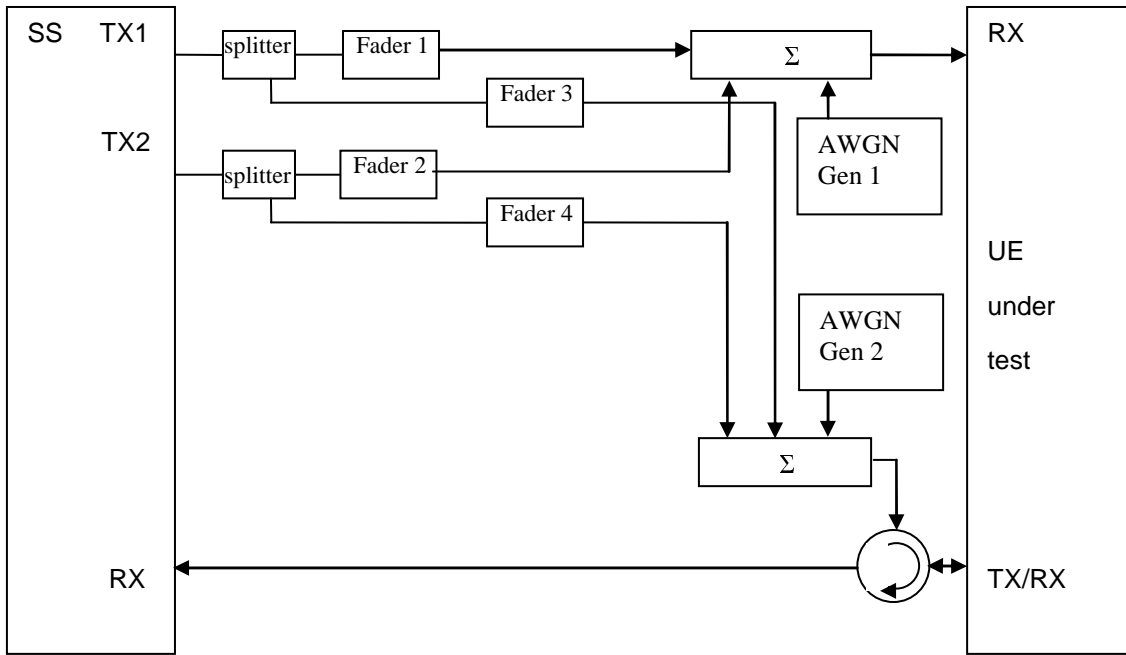 SS TX1
splitter
Fader 1
Σ
RX
Fader 3
TX2
AWGN
Gen 1
splitter
Fader 2
Fader 4
UE
under
test
AWGN
Gen 2
Σ
RX
TX/RX